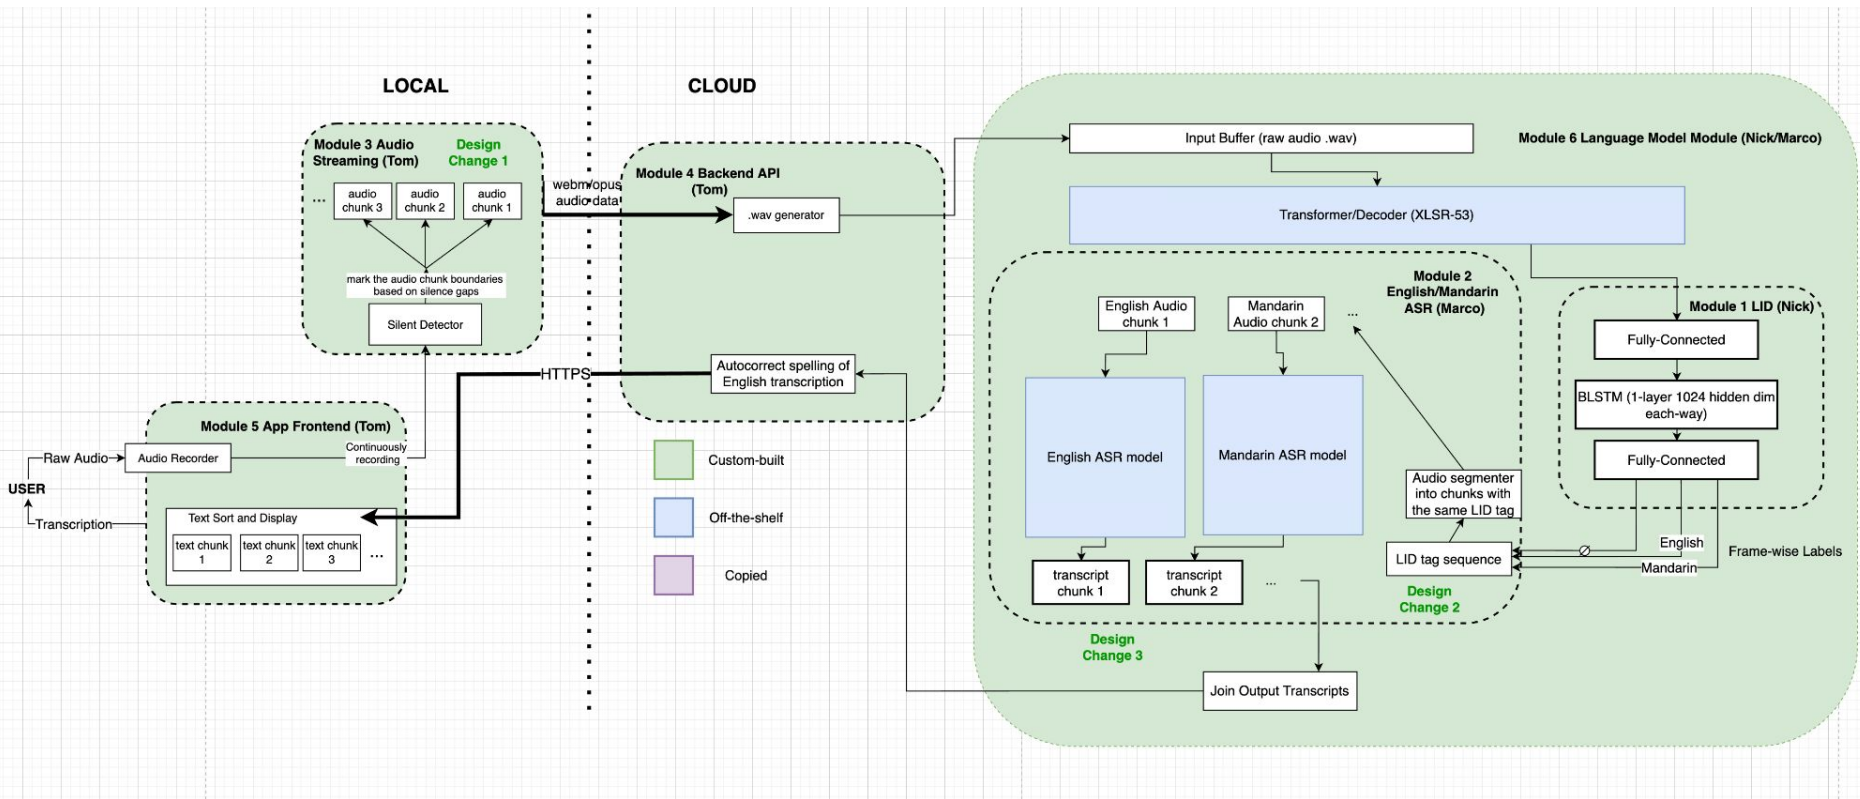 LOCAL
CLOUD
Module 3 Audio
Streaming (Tom)
Design
Change 1
...
audio
chunk 3
audio
chunk 2
audio
chunk 1
mark the audio chunk boundaries
based on silence gaps
Silent Detector
webm/opus
audio data
Module 4 Backend API
(Tom)
.wav generator
Autocorrect spelling of
English transcription
HTTPS
Module 5 App Frontend (Tom)
Raw Audio
Audio Recorder
Continuously
recording
USER
Transcription
Text Sort and Display
text chunk
1
text chunk
2
text chunk
3
...
Custom-built
Off-the-shelf
Copied
Input Buffer (raw audio .wav)
Module 6 Language Model Module (Nick/Marco)
Transformer/Decoder (XLSR-53)
Module 2
English/Mandarin
ASR (Marco)
English Audio
chunk 1
Mandarin
Audio chunk 2
...
English ASR model
Mandarin ASR model
Audio segmenter
into chunks with
the same LID tag
LID tag sequence
transcript
chunk 1
transcript
chunk 2
...
Design
Change 2
Design
Change 3
Join Output Transcripts
Module 1 LID (Nick)
Fully-Connected
BLSTM (1-layer 1024 hidden dim
each-way)
Fully-Connected
∅
English
Mandarin
Frame-wise Labels